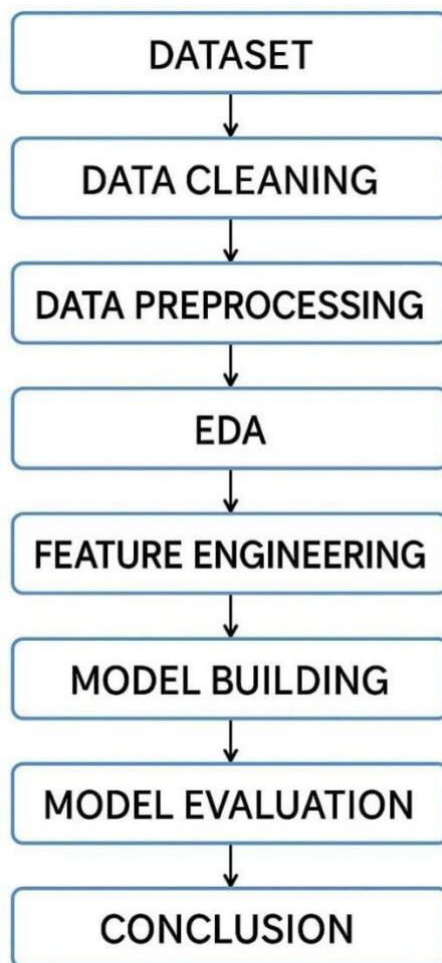 DATASET
DATA CLEANING
DATA PREPROCESSING
EDA
FEATURE ENGINEERING
MODEL BUILDING
MODEL EVALUATION
CONCLUSION